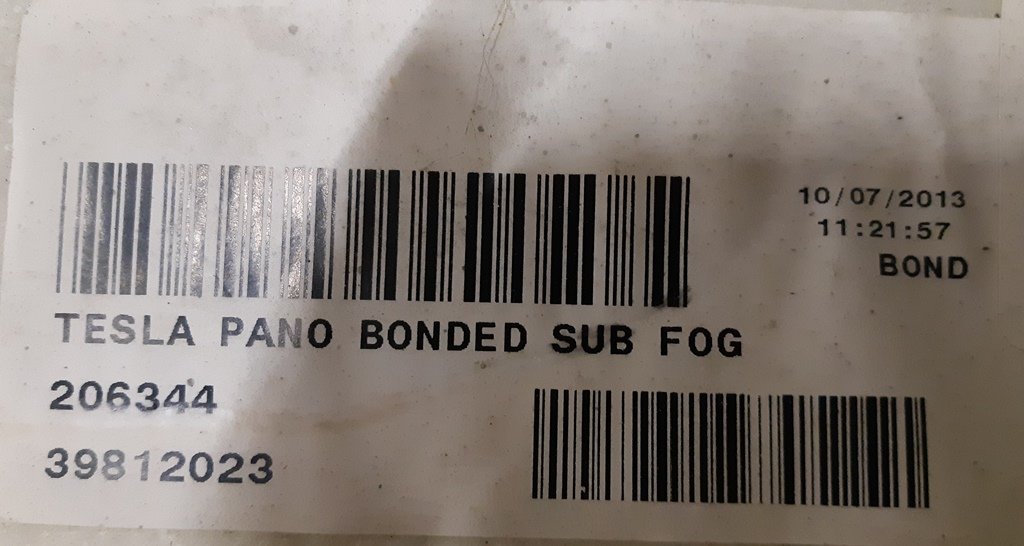 10/07/2013
11:21:57
BOND
TESLA PANO BONDED SUB FOG
206344
39812023